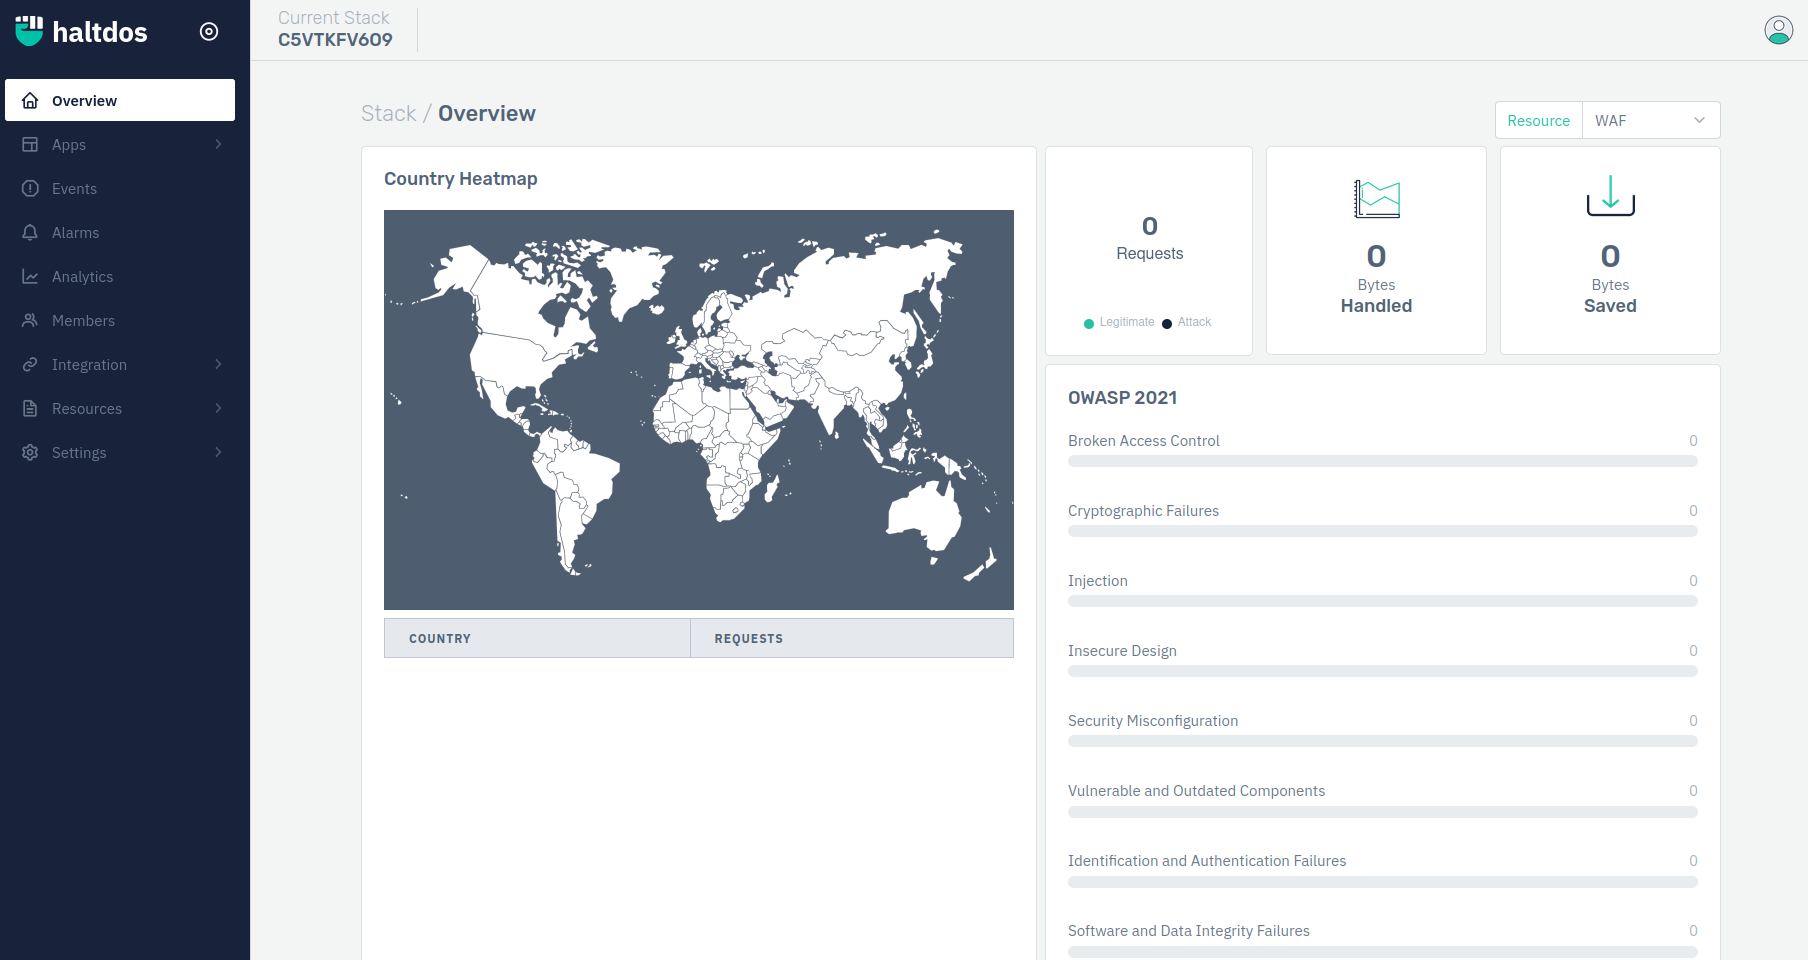 haltdos
Current Stack
C5VTKFV6O9
Overview
Apps
Events
Alarms
Analytics
Members
Integration
Resources
Settings
Stack / Overview
Resource
WAF
Country Heatmap
COUNTRY
REQUESTS
0
Requests
Legitimate
Attack
0
Bytes
Handled
0
Bytes
Saved
OWASP 2021
Broken Access Control 0
Cryptographic Failures 0
Injection 0
Insecure Design 0
Security Misconfiguration 0
Vulnerable and Outdated Components 0
Identification and Authentication Failures 0
Software and Data Integrity Failures 0